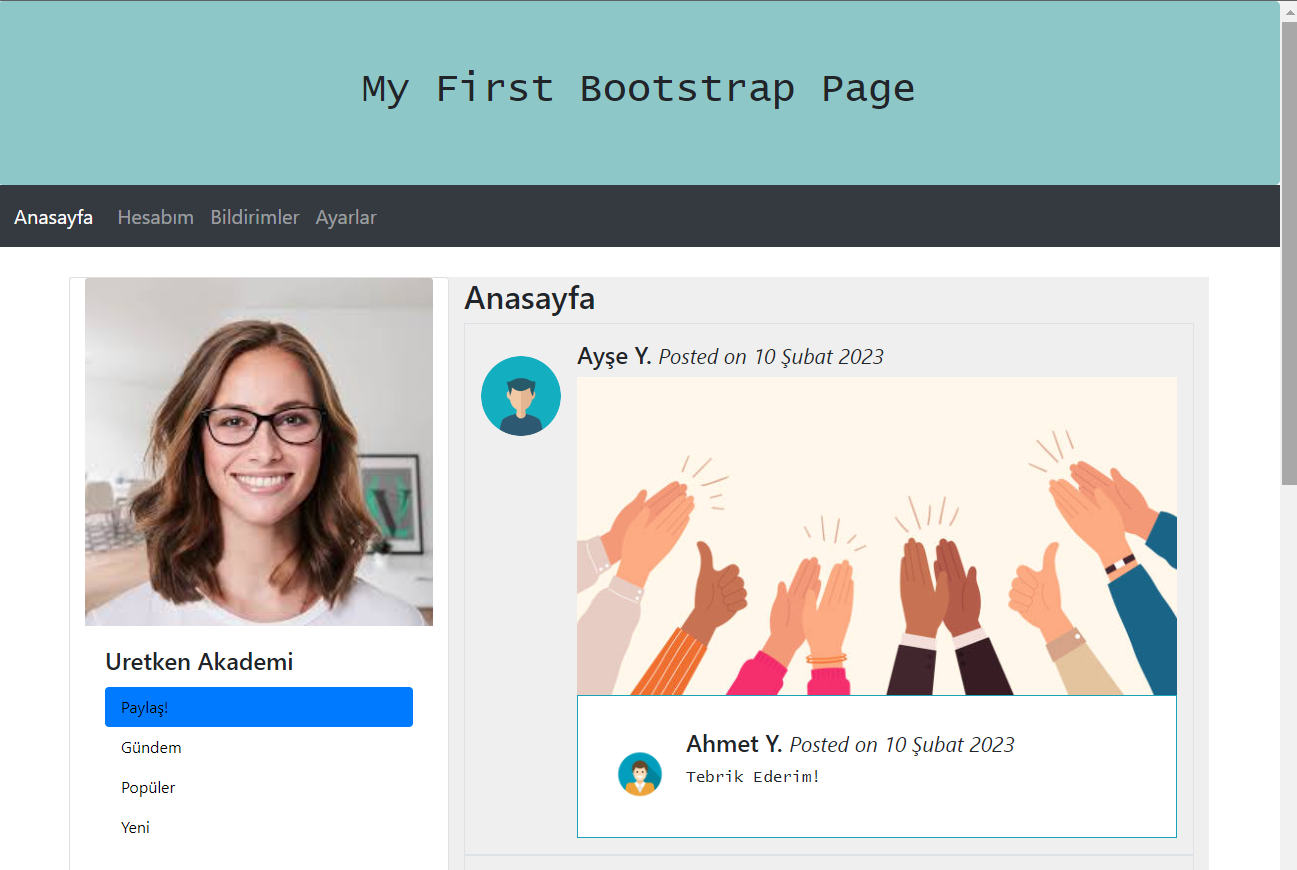 My First Bootstrap Page
Anasayfa Hesabım Bildirimler Ayarlar
Uretken Akademi
Paylaş!
Gündem
Popüler
Yeni
Anasayfa
Ayşe Y. Posted on 10 Şubat 2023
Ahmet Y. Posted on 10 Şubat 2023
Tebrik Ederim!